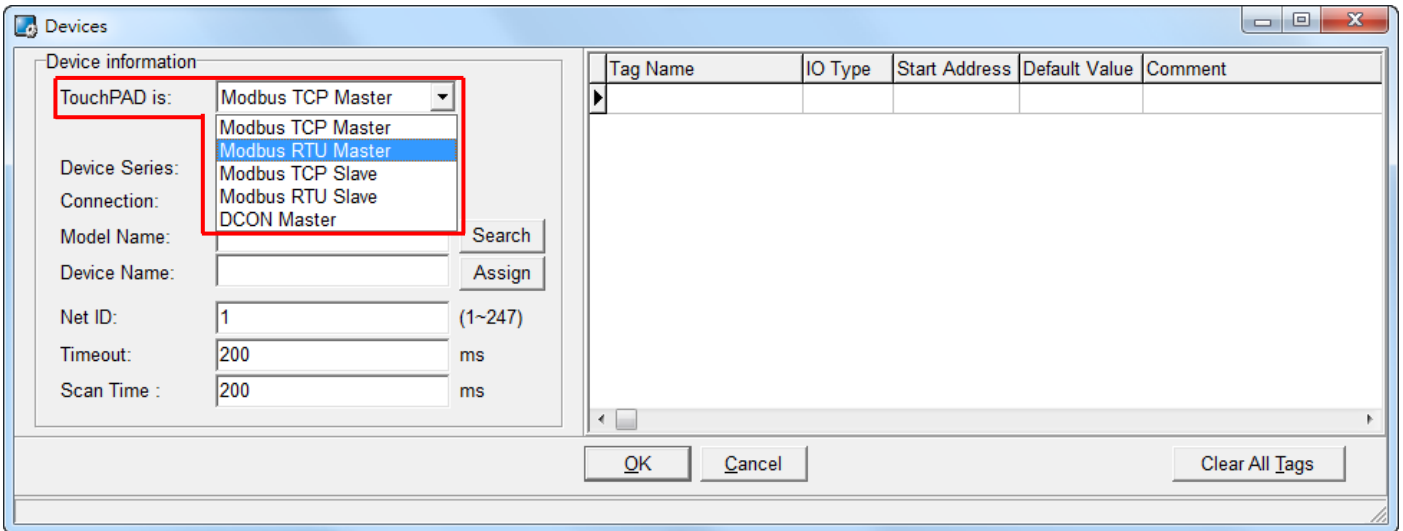 Devices
Device information
TouchPAD is: Modbus TCP Master
Modbus TCP Master
Modbus RTU Master
Modbus TCP Slave
Modbus RTU Slave
DCON Master
Device Series:
Connection:
Model Name: Search
Device Name: Assign
Net ID: 1 (1~247)
Timeout: 200 ms
Scan Time : 200 ms
Tag Name IO Type Start Address Default Value Comment
OK Cancel Clear All Tags